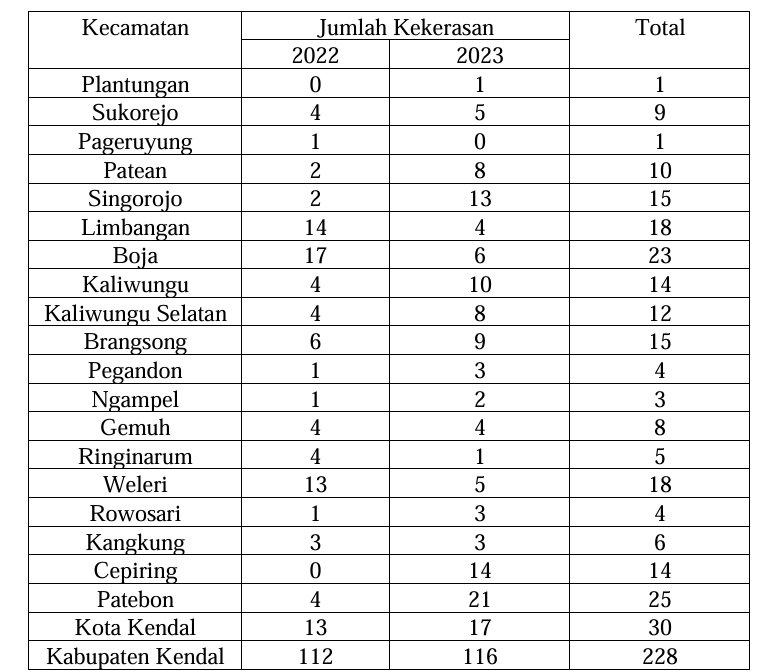 Kecamatan Jumlah Kekerasan Total
2022 2023
Plantungan 0 1 1
Sukorejo 4 5 9
Pageruyung 1 0 1
Patean 2 8 10
Singorojo 2 13 15
Limbangan 14 4 18
Boja 17 6 23
Kaliwungu 4 10 14
Kaliwungu Selatan 4 8 12
Brangsong 6 9 15
Pegandon 1 3 4
Ngampel 1 2 3
Gemuh 4 4 8
Ringinarum 4 1 5
Weleri 13 5 18
Rowosari 1 3 4
Kangkung 3 3 6
Cepiring 0 14 14
Patebon 4 21 25
Kota Kendal 13 17 30
Kabupaten Kendal 112 116 228